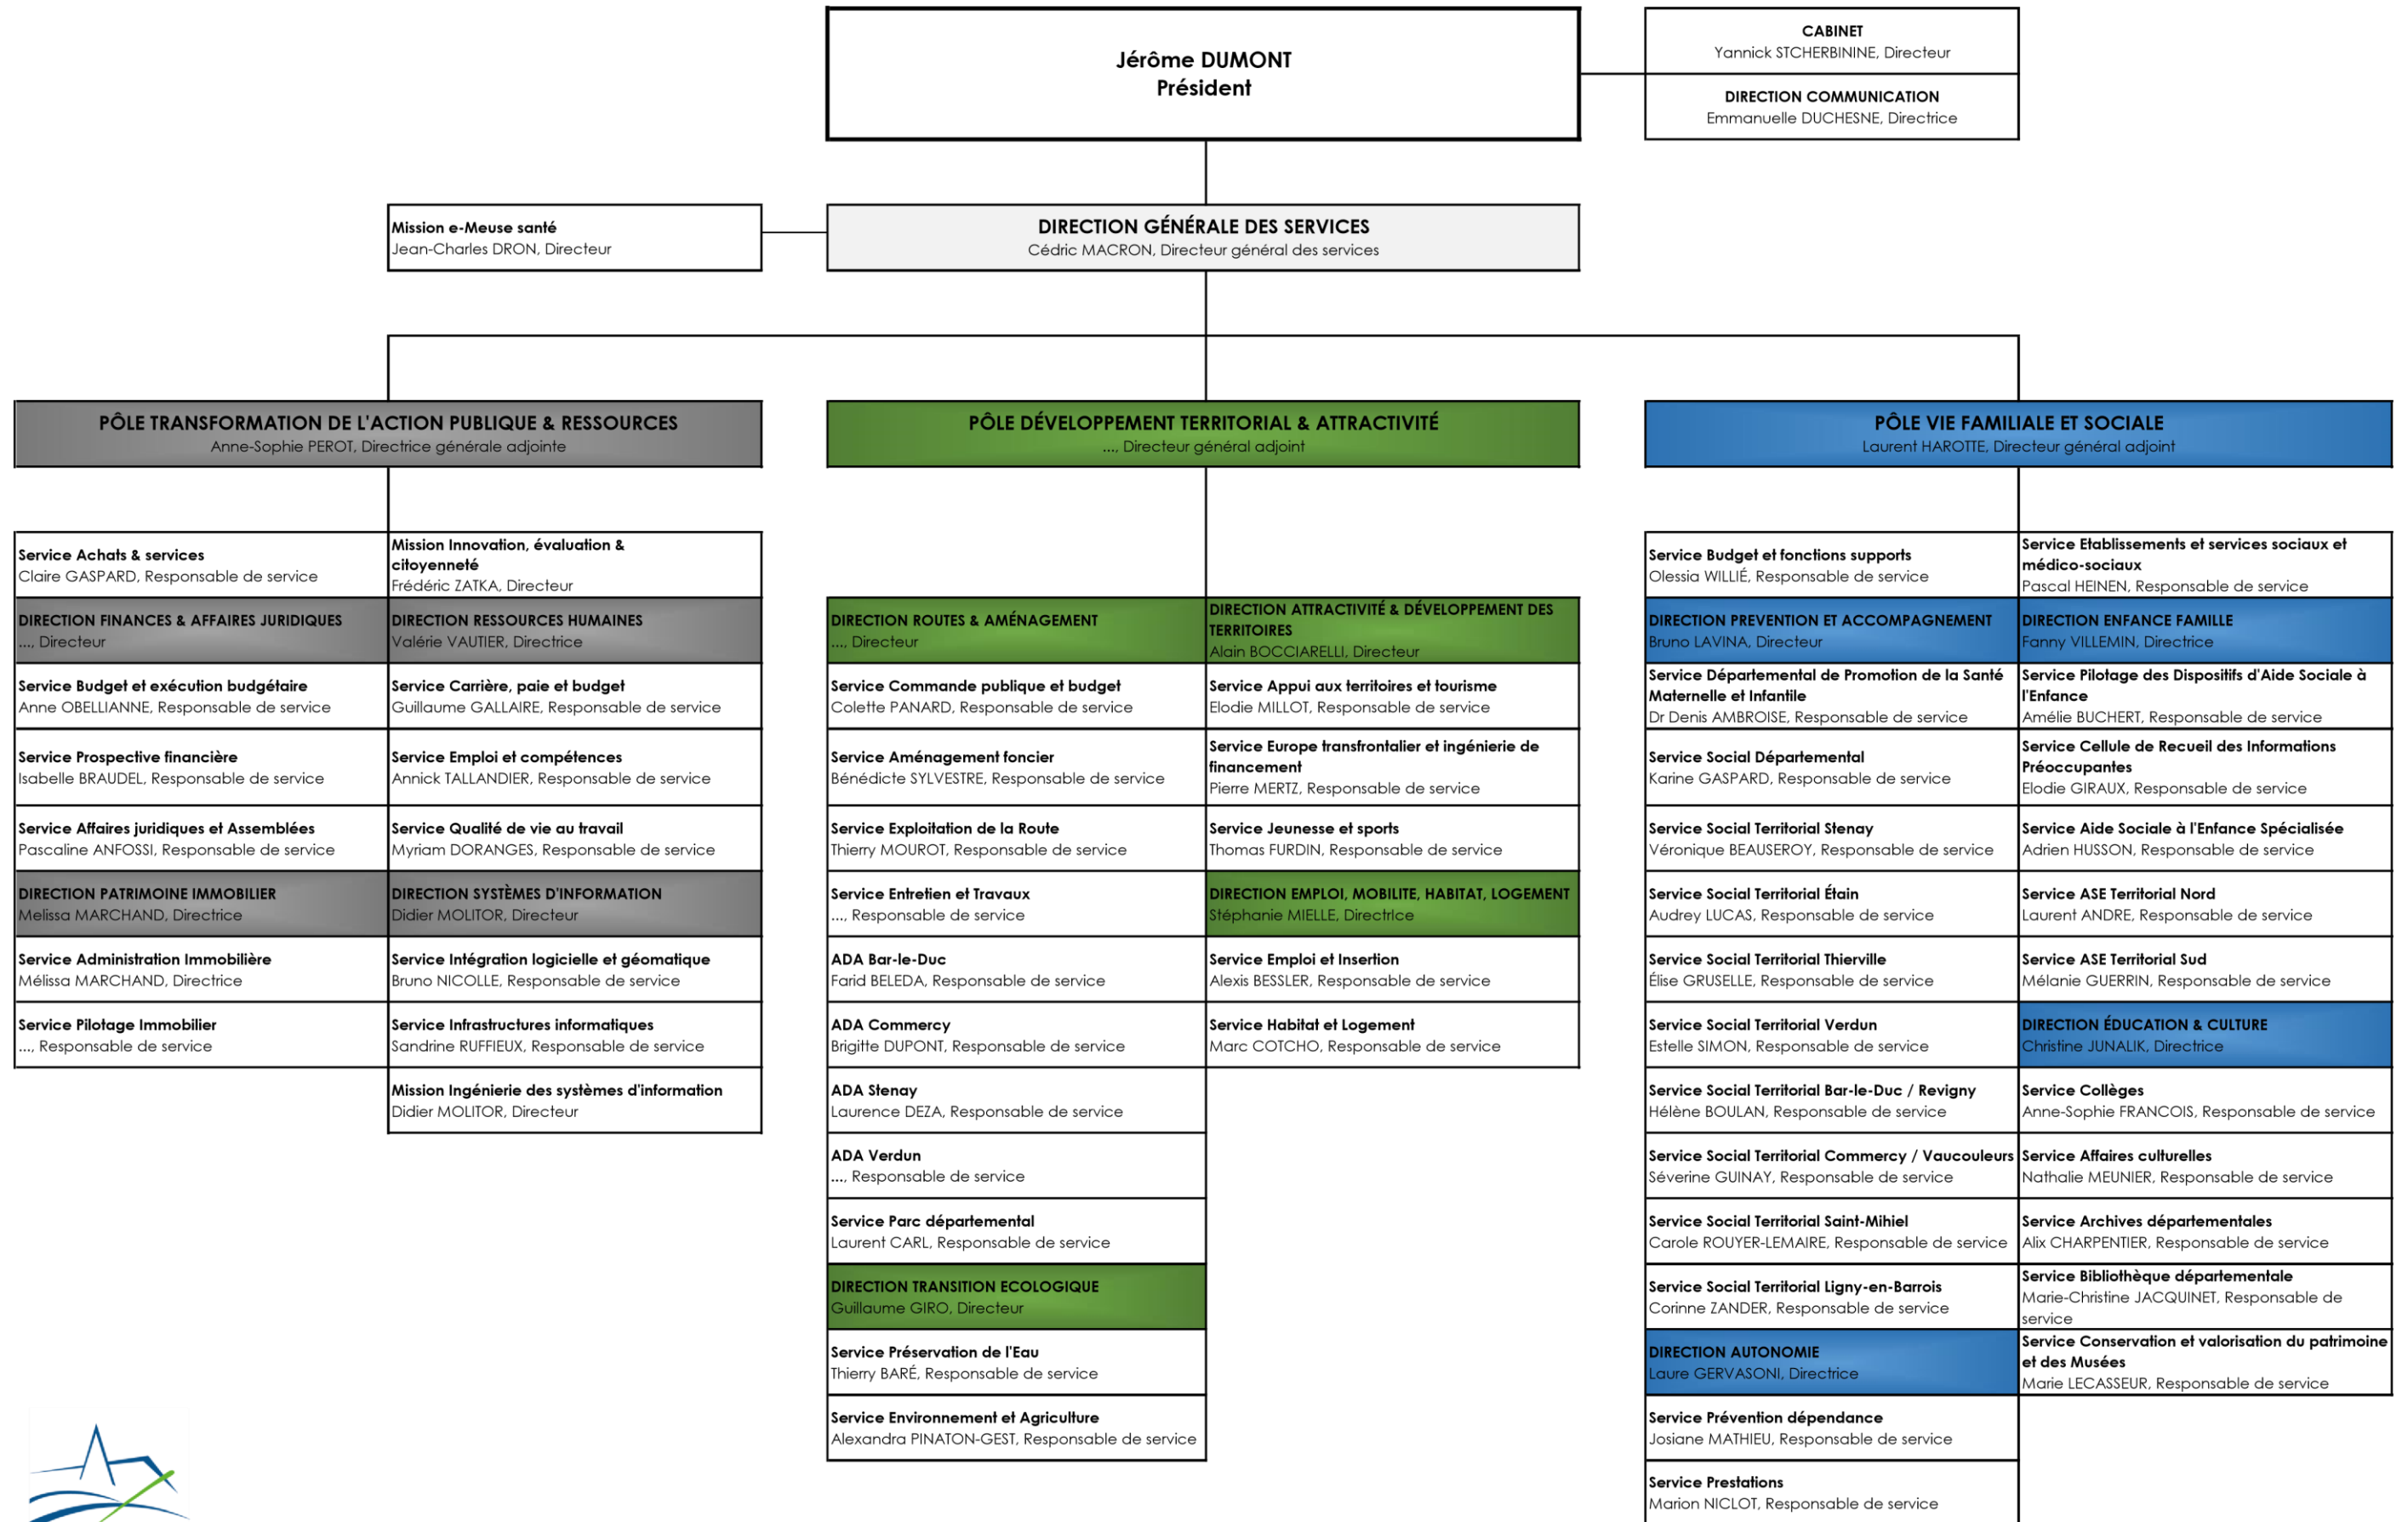 Jérôme DUMONT
Président
CABINET
Yannick STCHERBININE, Directeur
DIRECTION COMMUNICATION
Emmanuelle DUCHESNE, Directrice
Mission e-Meuse santé
Jean-Charles DRON, Directeur
DIRECTION GÉNÉRALE DES SERVICES
Cédric MACRON, Directeur général des services
PÔLE TRANSFORMATION DE L'ACTION PUBLIQUE & RESSOURCES
Anne-Sophie PEROT, Directrice générale adjointe
Service Achats & services
Claire GASPARD, Responsable de service
DIRECTION FINANCES & AFFAIRES JURIDIQUES
..., Directeur
Service Budget et exécution budgétaire
Anne OBELLIANNE, Responsable de service
Service Prospective financière
Isabelle BRAUDEL, Responsable de service
Service Affaires juridiques et Assemblées
Pascaline ANFOSSI, Responsable de service
DIRECTION PATRIMOINE IMMOBILIER
Melissa MARCHAND, Directrice
Service Administration Immobilière
Mélissa MARCHAND, Directrice
Service Pilotage Immobilier
..., Responsable de service
Mission Innovation, évaluation &
citoyenneté
Frédéric ZATKA, Directeur
DIRECTION RESSOURCES HUMAINES
Valérie VAUTIER, Directrice
Service Carrière, paie et budget
Guillaume GALLAIRE, Responsable de service
Service Emploi et compétences
Annick TALLANDIER, Responsable de service
Service Qualité de vie au travail
Myriam DORANGES, Responsable de service
DIRECTION SYSTÈMES D'INFORMATION
Didier MOLITOR, Directeur
Service Intégration logicielle et géomatique
Bruno NICOLLE, Responsable de service
Service Infrastructures informatiques
Sandrine RUFFIEUX, Responsable de service
Mission Ingénierie des systèmes d'information
Didier MOLITOR, Directeur
PÔLE DÉVELOPPEMENT TERRITORIAL & ATTRACTIVITÉ
..., Directeur général adjoint
DIRECTION ROUTES & AMÉNAGEMENT
..., Directeur
Service Commande publique et budget
Colette PANARD, Responsable de service
Service Aménagement foncier
Bénédicte SYLVESTRE, Responsable de service
Service Exploitation de la Route
Thierry MOUROT, Responsable de service
Service Entretien et Travaux
..., Responsable de service
ADA Bar-le-Duc
Farid BELEDA, Responsable de service
ADA Commercy
Brigitte DUPONT, Responsable de service
ADA Stenay
Laurence DEZA, Responsable de service
ADA Verdun
..., Responsable de service
Service Parc départemental
Laurent CARL, Responsable de service
DIRECTION TRANSITION ECOLOGIQUE
Guillaume GIRO, Directeur
Service Préservation de l'Eau
Thierry BARÉ, Responsable de service
Service Environnement et Agriculture
Alexandra PINATON-GEST, Responsable de service
DIRECTION ATTRACTIVITÉ & DÉVELOPPEMENT DES
TERRITOIRES
Alain BOCCIARELLI, Directeur
Service Appui aux territoires et tourisme
Elodie MILLOT, Responsable de service
Service Europe transfrontalier et ingénierie de
financement
Pierre MERTZ, Responsable de service
Service Jeunesse et sports
Thomas FURDIN, Responsable de service
DIRECTION EMPLOI, MOBILITE, HABITAT, LOGEMENT
Stéphanie MIELLE, DirectrIce
Service Emploi et Insertion
Alexis BESSLER, Responsable de service
Service Habitat et Logement
Marc COTCHO, Responsable de service
PÔLE VIE FAMILIALE ET SOCIALE
Laurent HAROTTE, Directeur général adjoint
Service Budget et fonctions supports
Olessia WILLIÉ, Responsable de service
DIRECTION PREVENTION ET ACCOMPAGNEMENT
Bruno LAVINA, Directeur
Service Départemental de Promotion de la Santé
Maternelle et Infantile
Dr Denis AMBROISE, Responsable de service
Service Social Départemental
Karine GASPARD, Responsable de service
Service Social Territorial Stenay
Véronique BEAUSEROY, Responsable de service
Service Social Territorial Étain
Audrey LUCAS, Responsable de service
Service Social Territorial Thierville
Élise GRUSELLE, Responsable de service
Service Social Territorial Verdun
Estelle SIMON, Responsable de service
Service Social Territorial Bar-le-Duc / Revigny
Hélène BOULAN, Responsable de service
Service Social Territorial Commercy / Vaucouleurs
Séverine GUINAY, Responsable de service
Service Social Territorial Saint-Mihiel
Carole ROUYER-LEMAIRE, Responsable de service
Service Social Territorial Ligny-en-Barrois
Corinne ZANDER, Responsable de service
DIRECTION AUTONOMIE
Laure GERVASONI, Directrice
Service Prévention dépendance
Josiane MATHIEU, Responsable de service
Service Prestations
Marion NICLOT, Responsable de service
Service Etablissements et services sociaux et
médico-sociaux
Pascal HEINEN, Responsable de service
DIRECTION ENFANCE FAMILLE
Fanny VILLEMIN, Directrice
Service Pilotage des Dispositifs d'Aide Sociale à
l'Enfance
Amélie BUCHERT, Responsable de service
Service Cellule de Recueil des Informations
Préoccupantes
Elodie GIRAUX, Responsable de service
Service Aide Sociale à l'Enfance Spécialisée
Adrien HUSSON, Responsable de service
Service ASE Territorial Nord
Laurent ANDRE, Responsable de service
Service ASE Territorial Sud
Mélanie GUERRIN, Responsable de service
DIRECTION ÉDUCATION & CULTURE
Christine JUNALIK, Directrice
Service Collèges
Anne-Sophie FRANCOIS, Responsable de service
Service Affaires culturelles
Nathalie MEUNIER, Responsable de service
Service Archives départementales
Alix CHARPENTIER, Responsable de service
Service Bibliothèque départementale
Marie-Christine JACQUINET, Responsable de
service
Service Conservation et valorisation du patrimoine
et des Musées
Marie LECASSEUR, Responsable de service